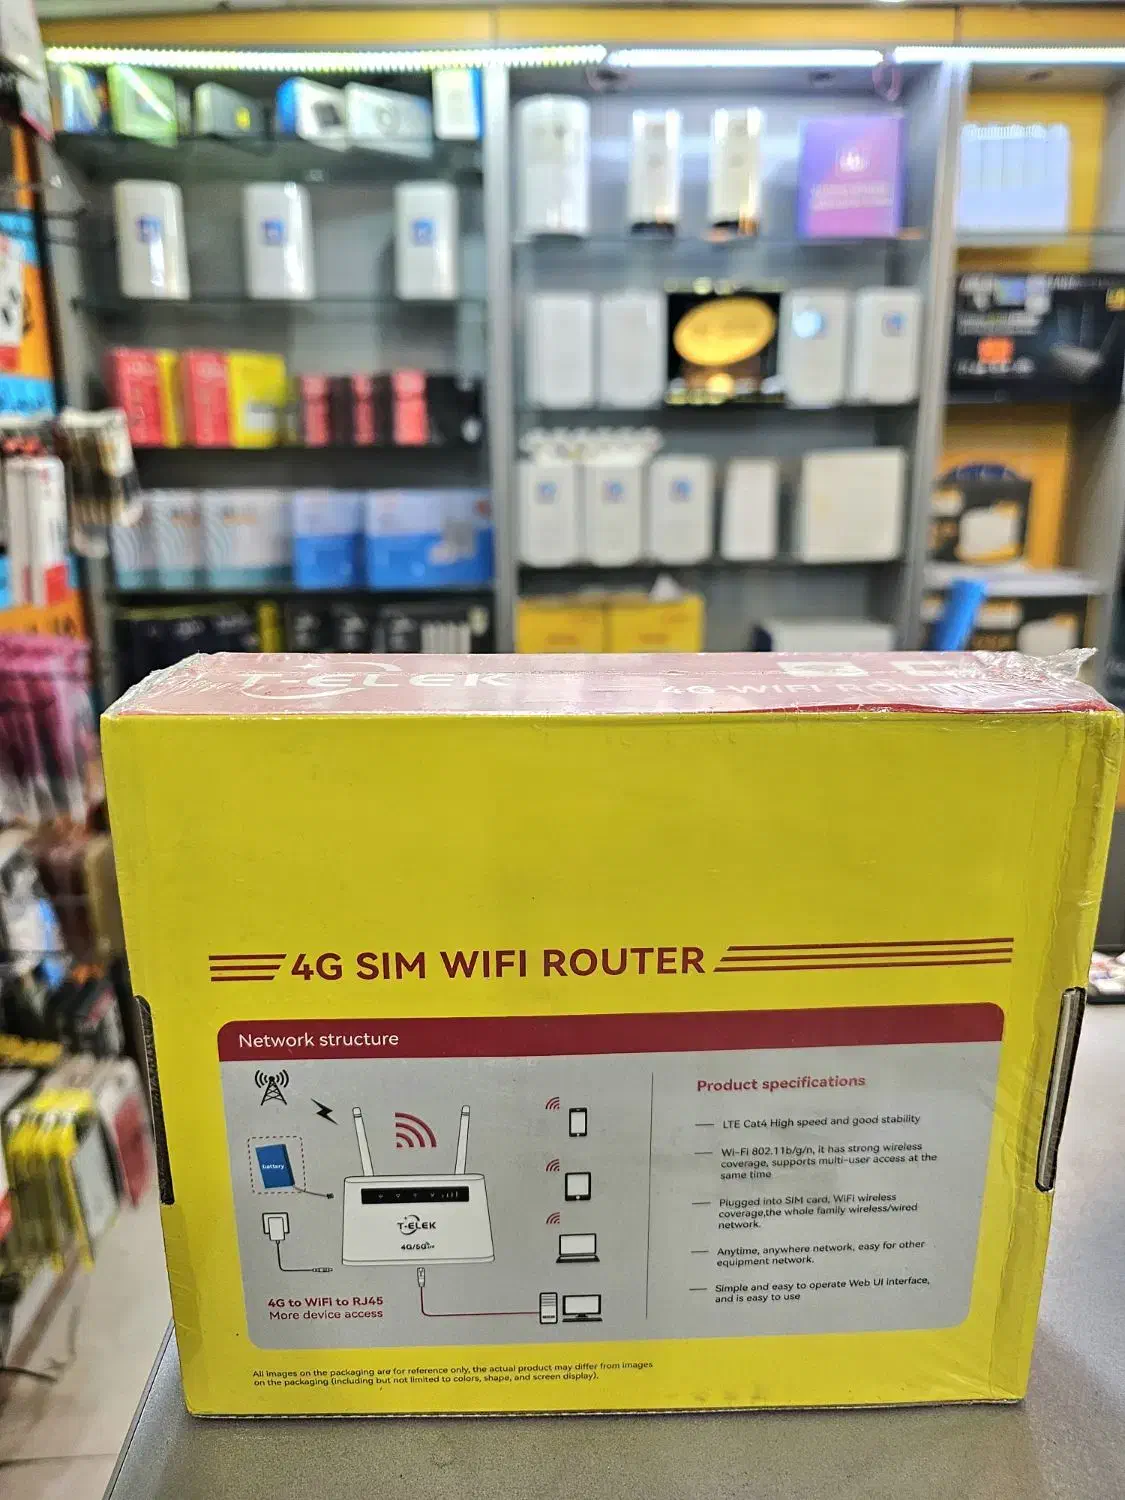 T-ELEK
4G WIFI ROUTER
4G SIM WIFI ROUTER
Network structure
battery
T-ELEK
4G/5G
4G to WiFi to RJ45
More device access
Product specifications
LTE Cat4 High speed and good stability
Wi-Fi 802.11b/g/n, it has strong wireless
coverage, supports multi-user access at the
same time
Plugged into SIM card, WiFi wireless
coverage,the whole family wireless/wired
network.
Anytime, anywhere network, easy for other
equipment network.
Simple and easy to operate Web UI interface,
and is easy to use
All images on the packaging are for reference only, the actual product may differ from images
on the packaging (including but not limited to colors, shape, and screen display).